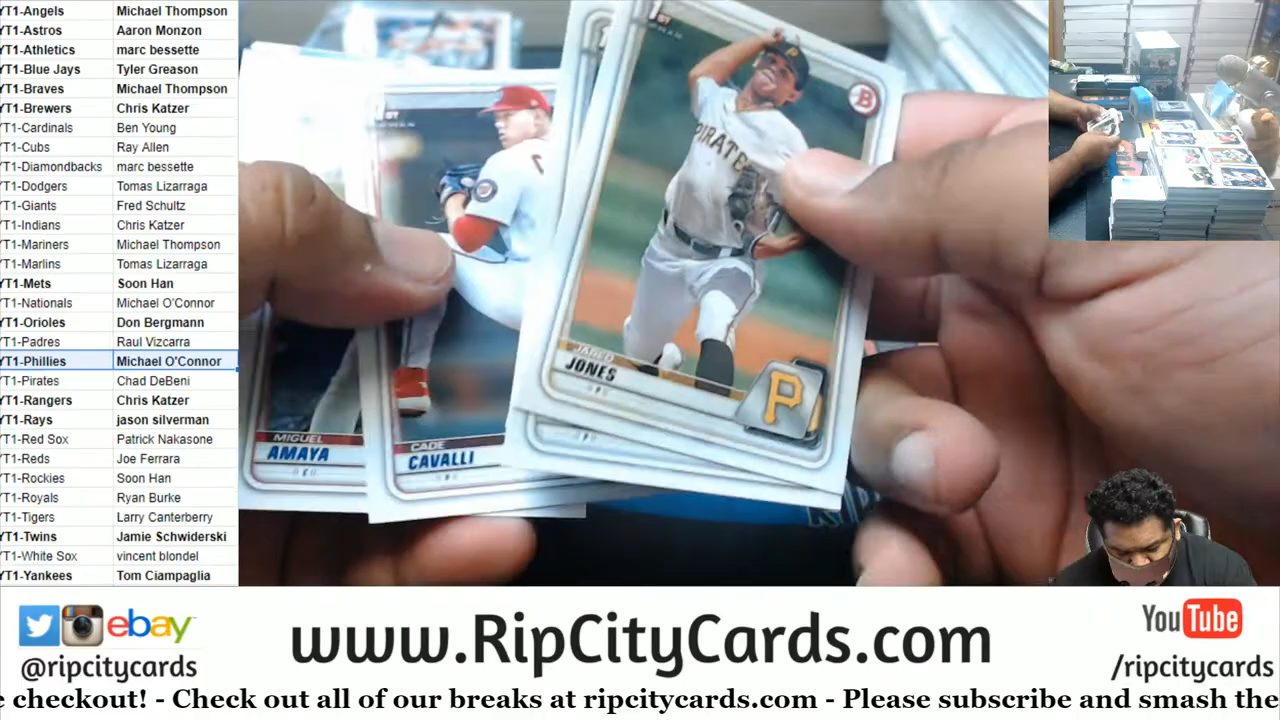 YT1-Angels Michael Thompson
YT1-Astros Aaron Monzon
YT1-Athletics marc bessette
YT1-Blue Jays Tyler Greason
YT1-Braves Michael Thompson
YT1-Brewers Chris Katzer
YT1-Cardinals Ben Young
YT1-Cubs Ray Allen
YT1-Diamondbacks marc bessette
YT1-Dodgers Tomas Lizarraga
YT1-Giants Fred Schultz
YT1-Indians Chris Katzer
YT1-Mariners Michael Thompson
YT1-Marlins Tomas Lizarraga
YT1-Mets Soon Han
YT1-Nationals Michael O'Connor
YT1-Orioles Don Bergmann
YT1-Padres Raul Vizcarra
YT1-Phillies Michael O'Connor
YT1-Pirates Chad DeBeni
YT1-Rangers Chris Katzer
YT1-Rays jason silverman
YT1-Red Sox Patrick Nakasone
YT1-Reds Joe Ferrara
YT1-Rockies Soon Han
YT1-Royals Ryan Burke
YT1-Tigers Larry Canterberry
YT1-Twins Jamie Schwiderski
YT1-White Sox vincent blondel
YT1-Yankees Tom Ciampaglia
MIGUEL
AMAYA
CADE
CAVALLI
PIRATES
B
JARED
JONES
P
ebay
@ripcitycards
www.RipCityCards.com
YouTube
/ripcitycards
e checkout! - Check out all of our breaks at ripcitycards.com - Please subscribe and smash the